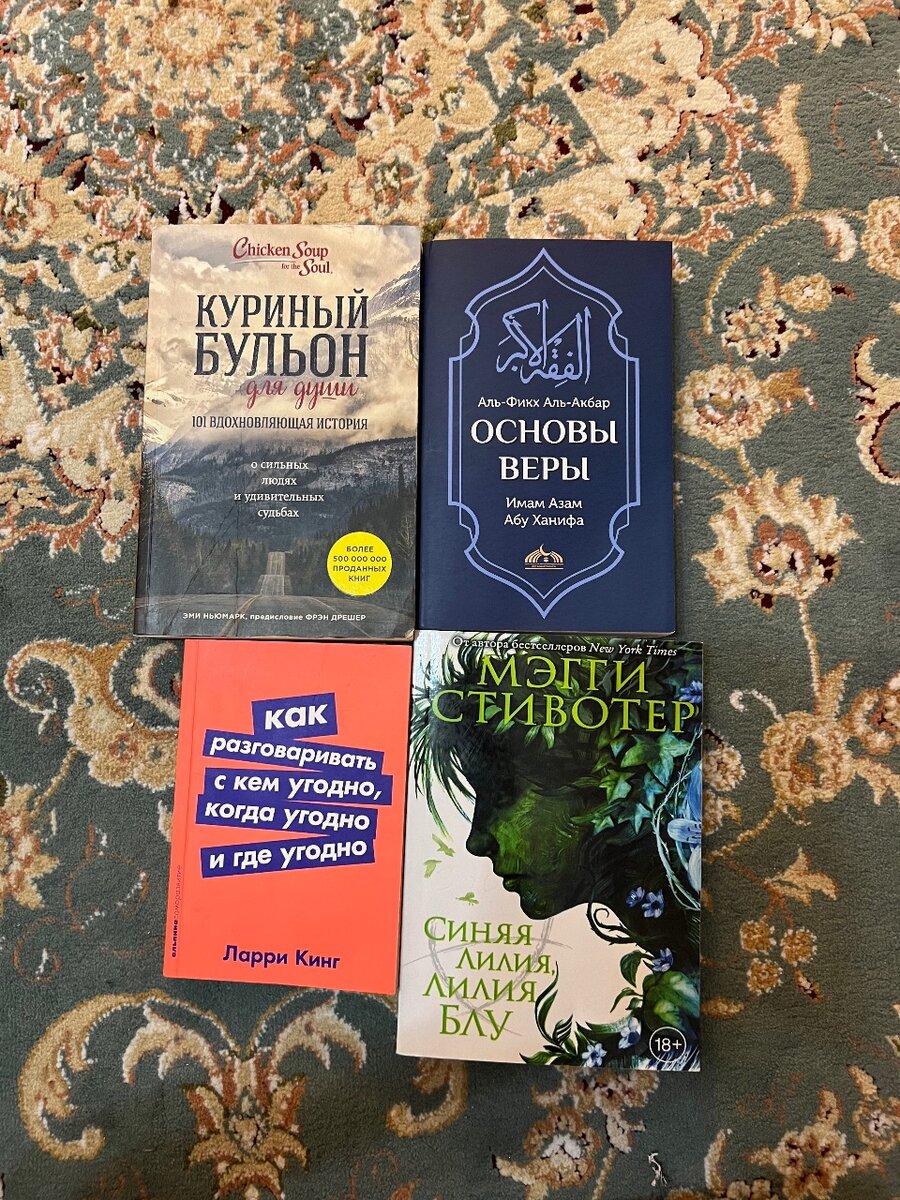 Chicken Soup
for the
Soul
КУРИНЫЙ
БУЛЬОН
для души
101 ВДОХНОВЛЯЮЩАЯ ИСТОРИЯ
о сильных
людях
и удивительных
судьбах
БОЛЕЕ
500 000 000
ПРОДАННЫХ
КНИГ
ЭМИ НЬЮМАРК, предисловие ФРЭН ДРЕШЕР
الفقه الأكبر
Аль-Фикх Аль-Акбар
ОСНОВЫ
ВЕРЫ
Имам Азам
Абу Ханифа
как
разговаривать
с кем угодно,
когда угодно
и где угодно
Ларри Кинг
альпина.саморазвитие
От автора бестселлеров New York Times
МЭГГИ
СТИВОТЕР
Синяя
лилия,
лилия
Блу
18+